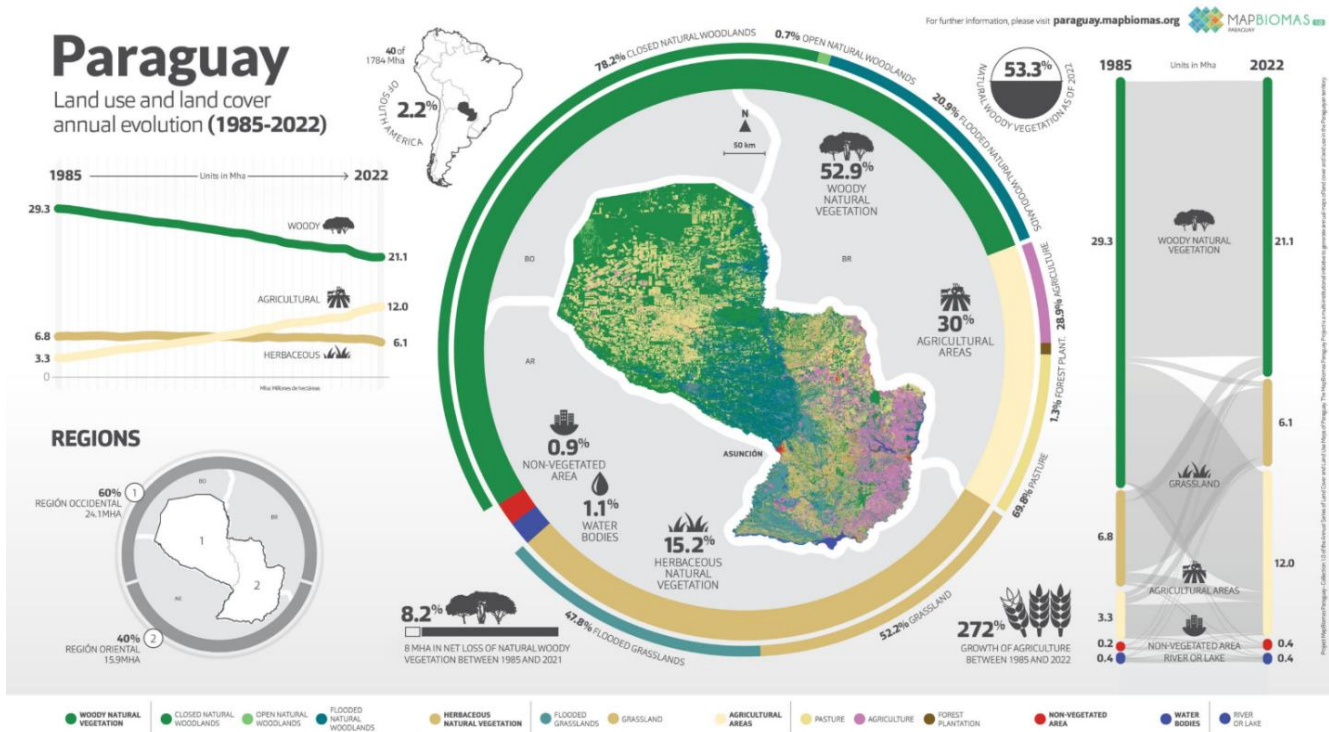 Paraguay
Land use and land cover
annual evolution (1985-2022)
1985
Units in Mha
2022
29.3
WOODY
21.1
AGRICULTURAL
12.0
6.8
6.1
3.3
HERBACEOUS
0
Mha: Millones de hectáreas
REGIONS
60%
1
REGIÓN OCCIDENTAL
24.1MHA
BO
BR
AR
1
2
40%
2
REGIÓN ORIENTAL
15.9MHA
40 of
1784 Mha
2.2%
OF SOUTH AMERICA
78.2% CLOSED NATURAL WOODLANDS
0.7% OPEN NATURAL WOODLANDS
20.9% FLOODED NATURAL WOODLANDS
N
50 km
52.9%
WOODY
NATURAL
VEGETATION
BO
BR
AR
30%
AGRICULTURAL
AREAS
28.9% AGRICULTURE
1.3% FOREST PLANT.
69.8% PASTURE
ASUNCIÓN
0.9%
NON-VEGETATED
AREA
1.1%
WATER
BODIES
15.2%
HERBACEOUS
NATURAL
VEGETATION
47.8% FLOODED GRASSLANDS
52.2% GRASSLAND
8.2%
8 MHA IN NET LOSS OF NATURAL WOODY
VEGETATION BETWEEN 1985 AND 2021
272%
GROWTH OF AGRICULTURE
BETWEEN 1985 AND 2022
For further information, please visit paraguay.mapbiomas.org
MAPBIOMAS
PARAGUAY
53.3%
NATURAL WOODY VEGETATION AS OF 2022
1985
Units in Mha
2022
29.3
WOODY NATURAL
VEGETATION
21.1
GRASSLAND
6.1
6.8
AGRICULTURAL AREAS
12.0
3.3
0.2
NON-VEGETATED AREA
0.4
0.4
RIVER OR LAKE
0.4
WOODY NATURAL
VEGETATION
CLOSED NATURAL
WOODLANDS
OPEN NATURAL
WOODLANDS
FLOODED
NATURAL
WOODLANDS
HERBACEOUS
NATURAL VEGETATION
FLOODED
GRASSLANDS
GRASSLAND
AGRICULTURAL
AREAS
PASTURE
AGRICULTURE
FOREST
PLANTATION
NON-VEGETATED
AREA
WATER
BODIES
RIVER
OR LAKE